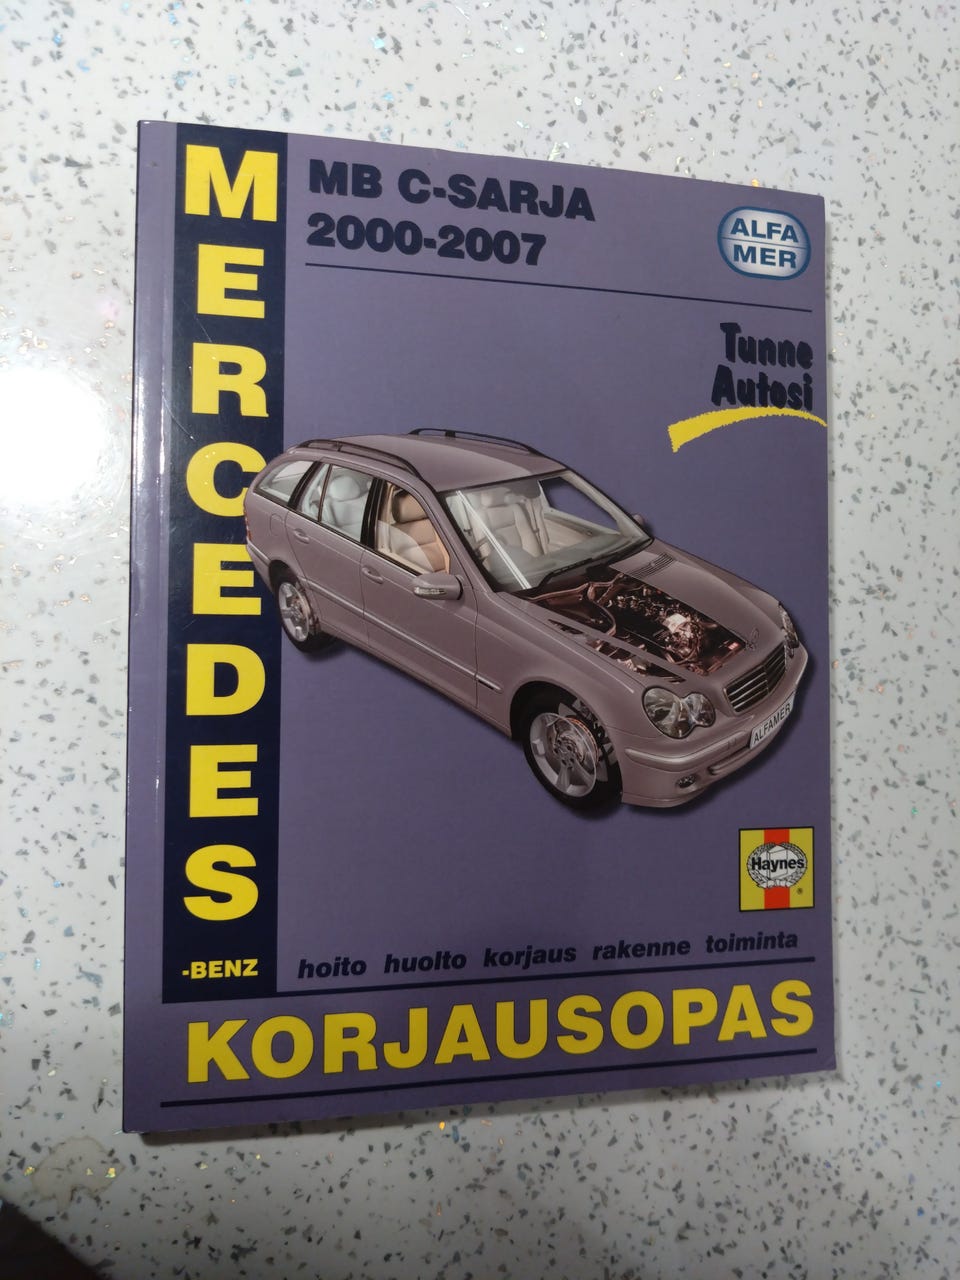 MERCEDES
-BENZ
MB C-SARJA
2000-2007
ALFA
MER
Tunne
Autosi
ALFAMER
Haynes
®
hoito huolto korjaus rakenne toiminta
KORJAUSOPAS